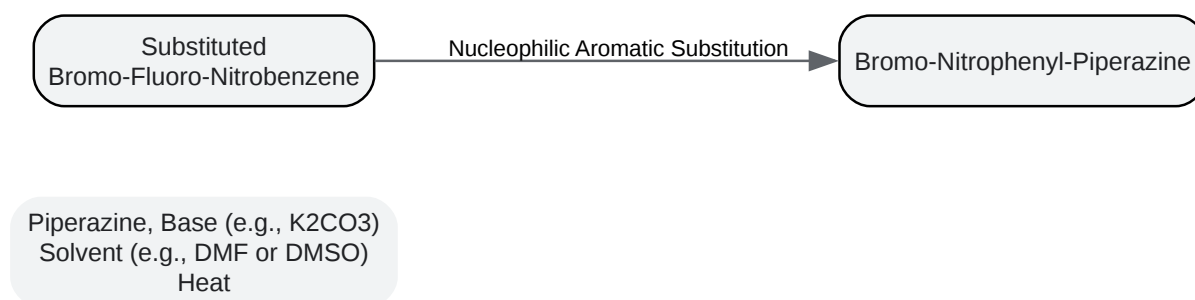 Substituted
Bromo-Fluoro-Nitrobenzene
Nucleophilic Aromatic Substitution
Bromo-Nitrophenyl-Piperazine
Piperazine, Base (e.g., K2CO3)
Solvent (e.g., DMF or DMSO)
Heat